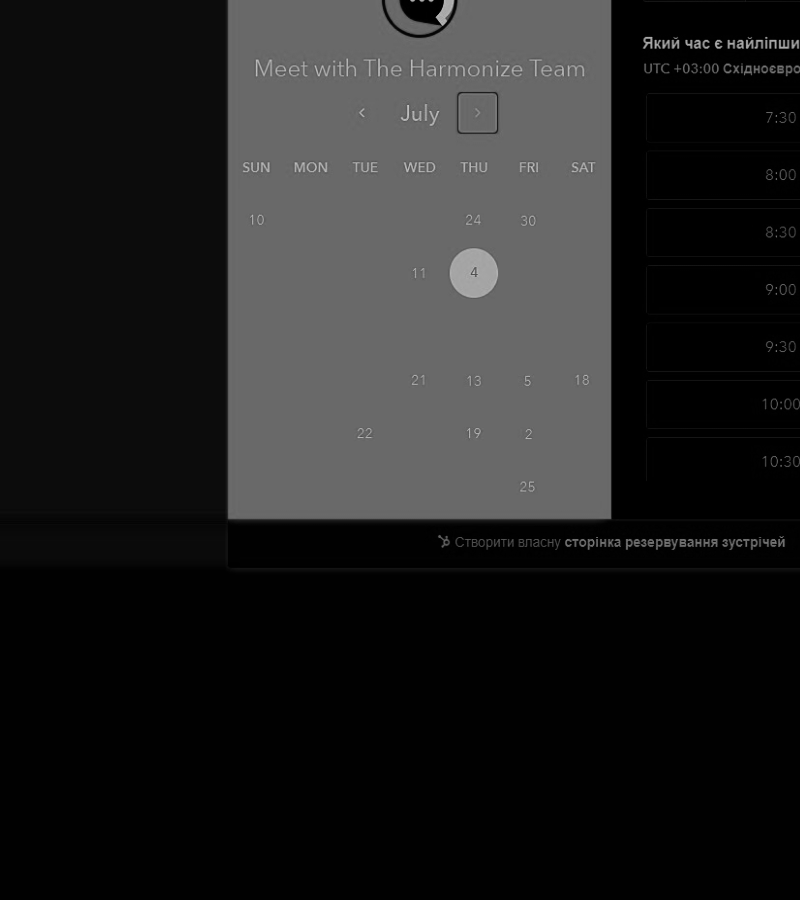 Meet with The Harmonize Team
July
SUN MON TUE WED THU FRI SAT
10 24 30
11 4
21 13 5 18
22 19 2
25
Який час є найліпши
UTC +03:00 Східноєвро
7:30
8:00
8:30
9:00
9:30
10:00
10:30
Створити власну сторінка резервування зустрічей